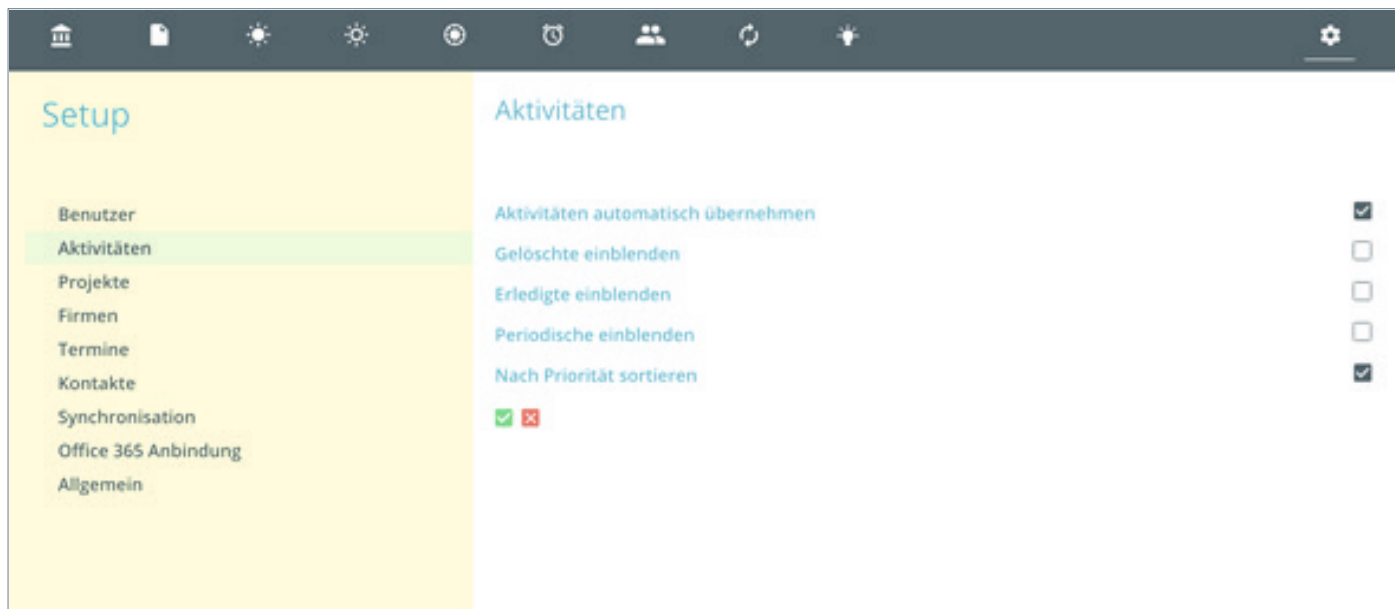 Setup
Benutzer
Aktivitäten
Projekte
Firmen
Termine
Kontakte
Synchronisation
Office 365 Anbindung
Allgemein
Aktivitäten
Aktivitäten automatisch übernehmen
Gelöschte einblenden
Erledigte einblenden
Periodische einblenden
Nach Priorität sortieren